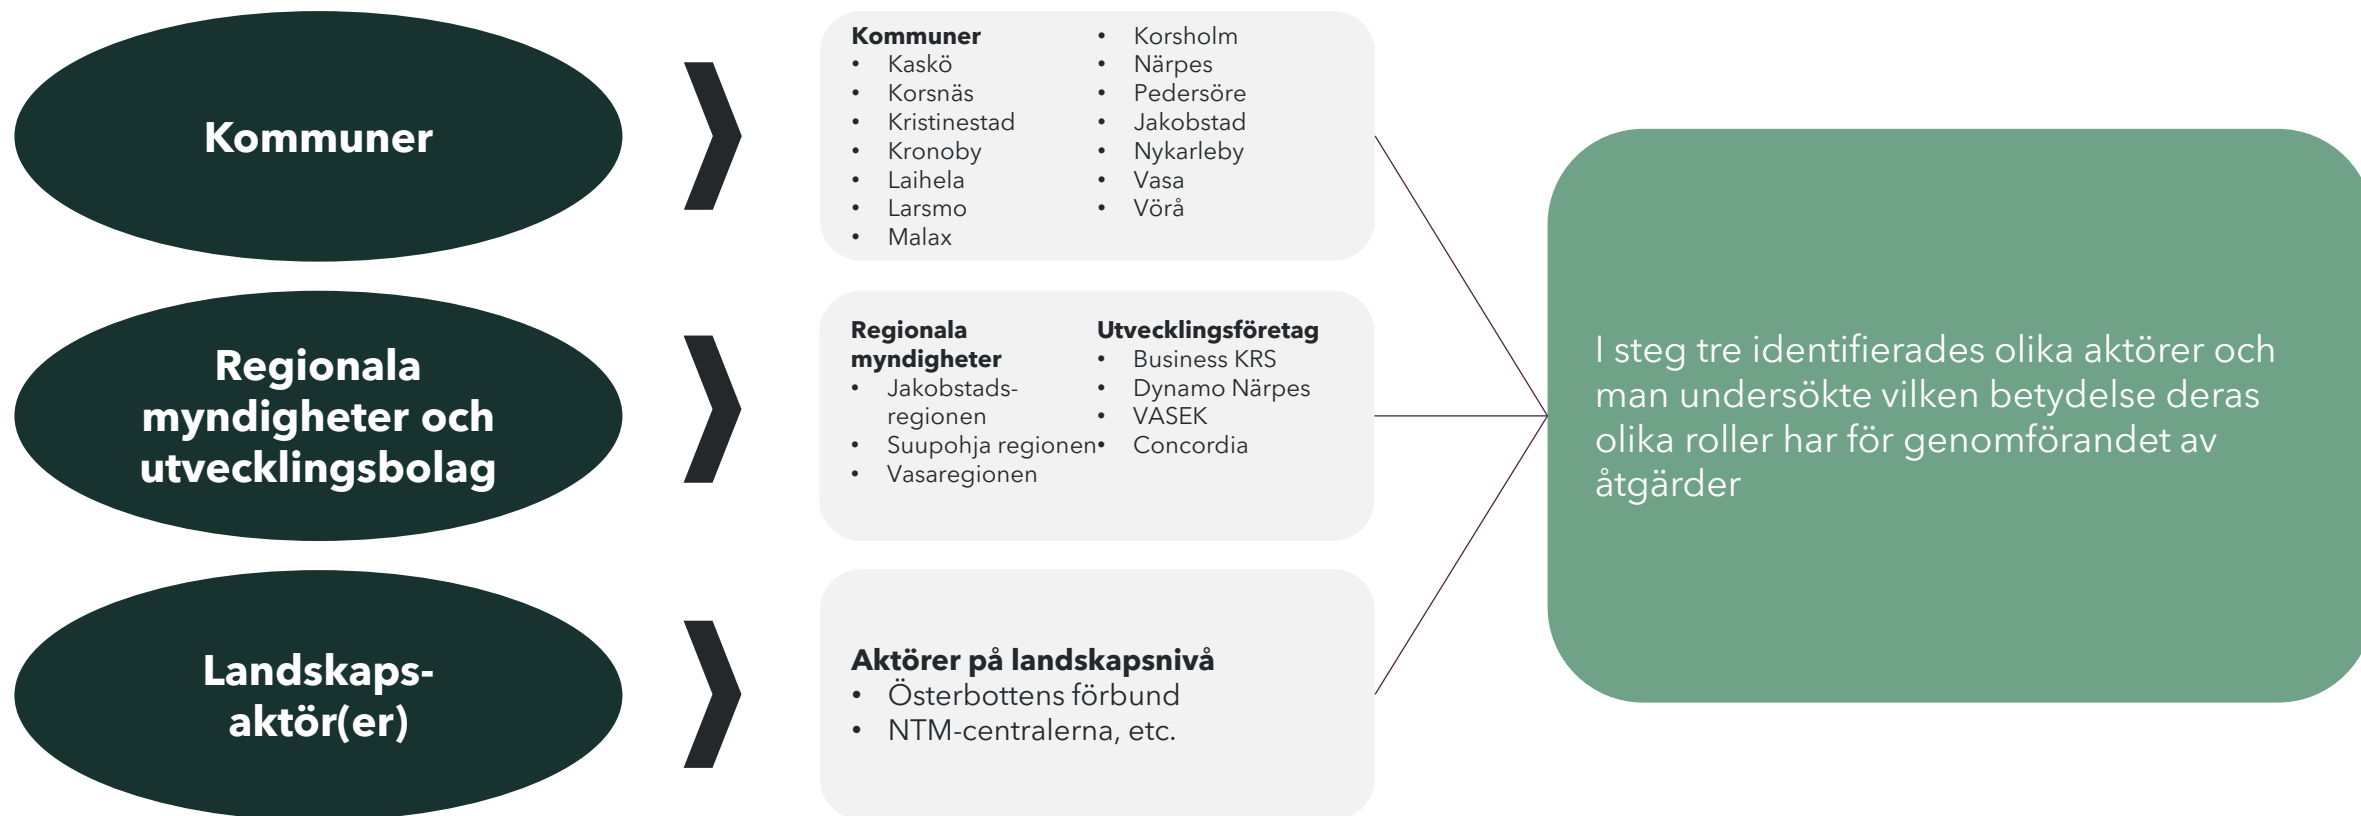 Kommuner
Kommuner
• Kaskö
• Korsnäs
• Kristinestad
• Kronoby
• Laihela
• Larsmo
• Malax
• Korsholm
• Närpes
• Pedersöre
• Jakobstad
• Nykarleby
• Vasa
• Vörå
Regionala
myndigheter och
utvecklingsbolag
Regionala
myndigheter
• Jakobstads-
regionen
• Suupohja regionen
• Vasaregionen
Utvecklingsföretag
• Business KRS
• Dynamo Närpes
• VASEK
• Concordia
Landskaps-
aktör(er)
Aktörer på landskapsnivå
• Österbottens förbund
• NTM-centralerna, etc.
I steg tre identifierades olika aktörer och
man undersökte vilken betydelse deras
olika roller har för genomförandet av
åtgärder